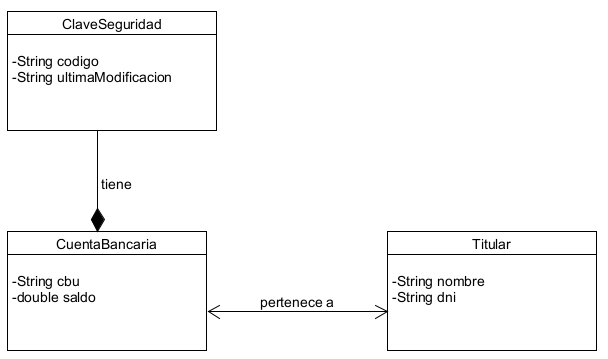 ClaveSeguridad
-String codigo
-String ultimaModificacion
tiene
CuentaBancaria
-String cbu
-double saldo
pertenece a
Titular
-String nombre
-String dni